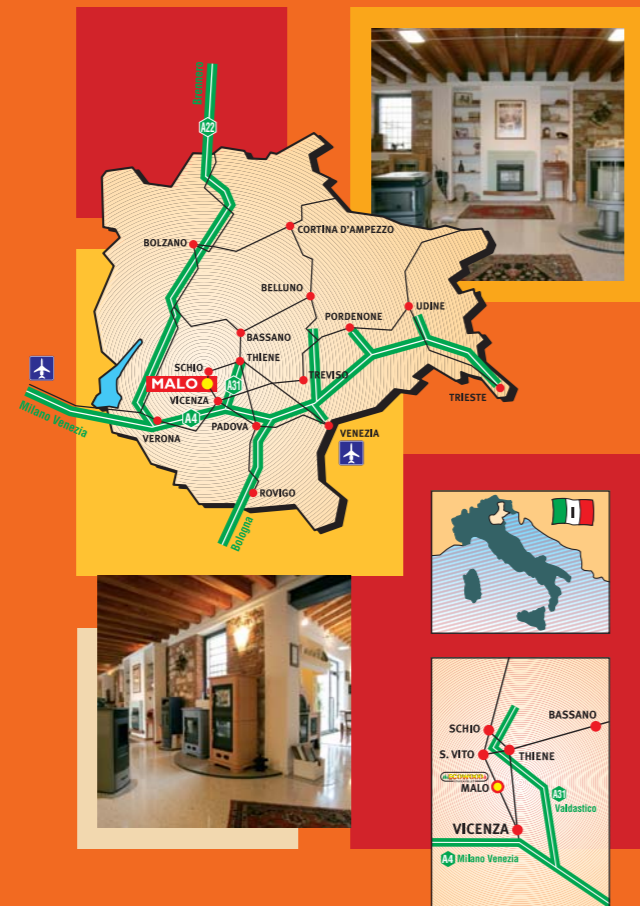 Brennero
A22
CORTINA D'AMPEZZO
BOLZANO
BELLUNO
UDINE
PORDENONE
BASSANO
THIENE
SCHIO
TREVISO
MALO
A31
VICENZA
TRIESTE
A4
Milano Venezia
VERONA
PADOVA
VENEZIA
ROVIGO
Bologna
I
SCHIO
BASSANO
S. VITO
THIENE
MALO
A31
Valdastico
VICENZA
A4 Milano Venezia